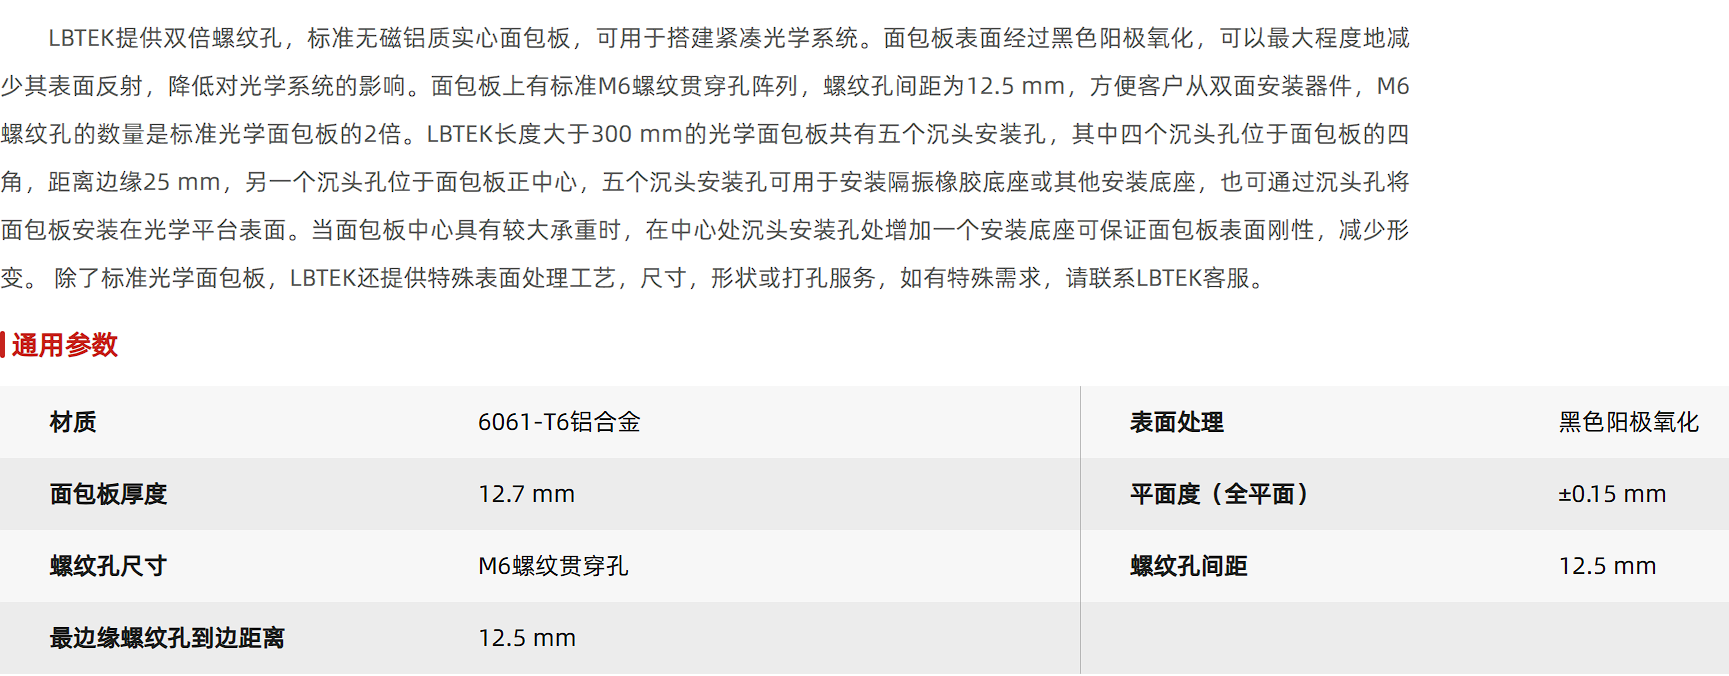 LBTEK提供双倍螺纹孔，标准无磁铝质实心面包板，可用于搭建紧凑光学系统。面包板表面经过黑色阳极氧化，可以最大程度地减
少其表面反射，降低对光学系统的影响。面包板上有标准M6螺纹贯穿孔阵列，螺纹孔间距为12.5 mm，方便客户从双面安装器件，M6
螺纹孔的数量是标准光学面包板的2倍。LBTEK长度大于300 mm的光学面包板共有五个沉头安装孔，其中四个沉头孔位于面包板的四
角，距离边缘25 mm，另一个沉头孔位于面包板正中心，五个沉头安装孔可用于安装隔振橡胶底座或其他安装底座，也可通过沉头孔将
面包板安装在光学平台表面。当面包板中心具有较大承重时，在中心处沉头安装孔处增加一个安装底座可保证面包板表面刚性，减少形
变。 除了标准光学面包板，LBTEK还提供特殊表面处理工艺，尺寸，形状或打孔服务，如有特殊需求，请联系LBTEK客服。
通用参数
材质 6061-T6铝合金 表面处理 黑色阳极氧化
面包板厚度 12.7 mm 平面度（全平面） ±0.15 mm
螺纹孔尺寸 M6螺纹贯穿孔 螺纹孔间距 12.5 mm
最边缘螺纹孔到边距离 12.5 mm